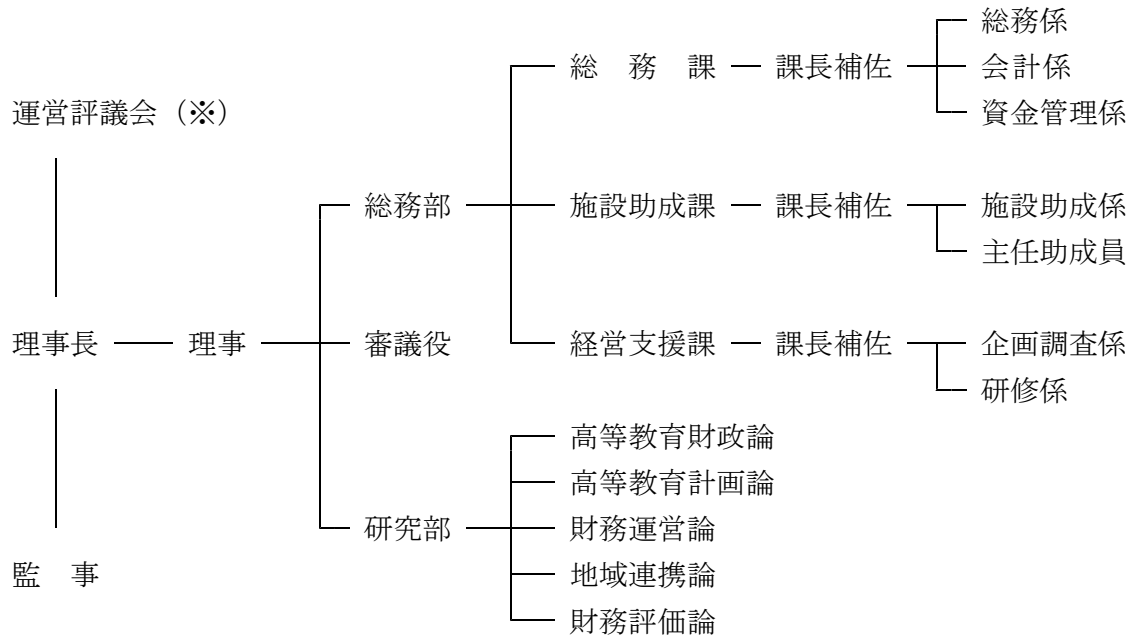 総務係
総　務　課 課長補佐 会計係
運営評議会（※） 資金管理係
総務部 施設助成課 課長補佐 施設助成係
主任助成員
理事長 理事 審議役 経営支援課 課長補佐 企画調査係
研修係
高等教育財政論
高等教育計画論
研究部 財務運営論
監　事 地域連携論
財務評価論